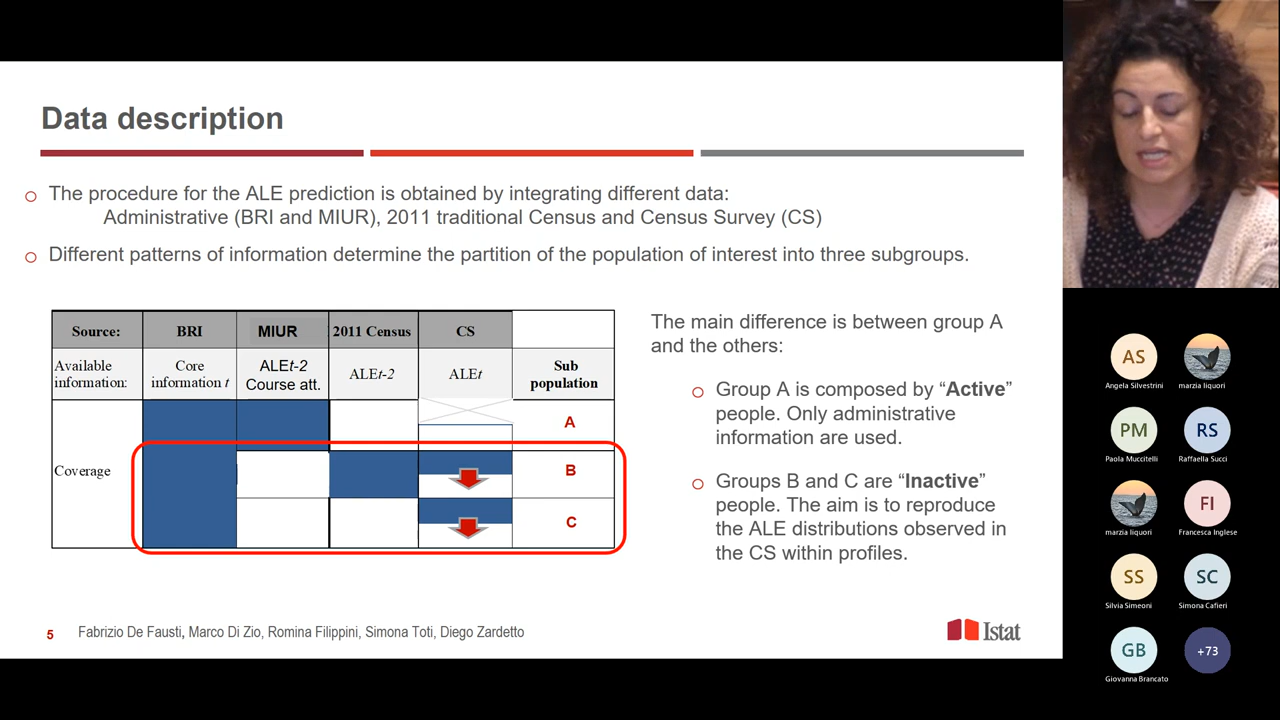 Data description
The procedure for the ALE prediction is obtained by integrating different data:
Administrative (BRI and MIUR), 2011 traditional Census and Census Survey (CS)
Different patterns of information determine the partition of the population of interest into three subgroups.
Source: BRI MIUR 2011 Census CS
Available information: Core information t ALEt-2 Course att. ALEt-2 ALEt Sub population
Coverage
A
B
C
The main difference is between group A
and the others:
Group A is composed by “Active”
people. Only administrative
information are used.
Groups B and C are “Inactive”
people. The aim is to reproduce
the ALE distributions observed in
the CS within profiles.
5 Fabrizio De Fausti, Marco Di Zio, Romina Filippini, Simona Toti, Diego Zardetto
Istat
AS
Angela Silvestrini marzia liquori
PM RS
Paola Muccitelli Raffaella Succi
FI
marzia liquori Francesca Inglese
SS SC
Silvia Simeoni Simona Cafieri
GB +73
Giovanna Brancato